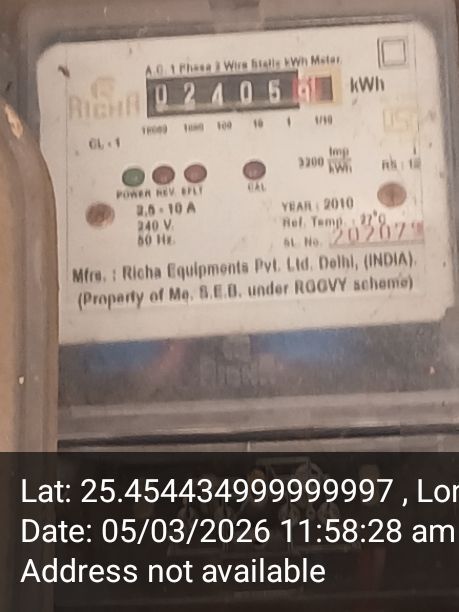 A.C. 1 Phase 2 Wire Static kWh Meter
RICHA
0 2 4 0 5 kWh
10000 1000 100 10 1 1/10
CL - 1
3200 Imp/kWh
POWER REV. EFLT CAL
2.5 - 10 A
240 V.
50 Hz.
YEAR : 2010
Ref. Temp. : 27°C
SL. No. 202079
Mfrs. : Richa Equipments Pvt. Ltd. Delhi, (INDIA).
(Property of Me. S.E.B. under RGGVY scheme)
Lat: 25.454434999999997 , Lon
Date: 05/03/2026 11:58:28 am
Address not available